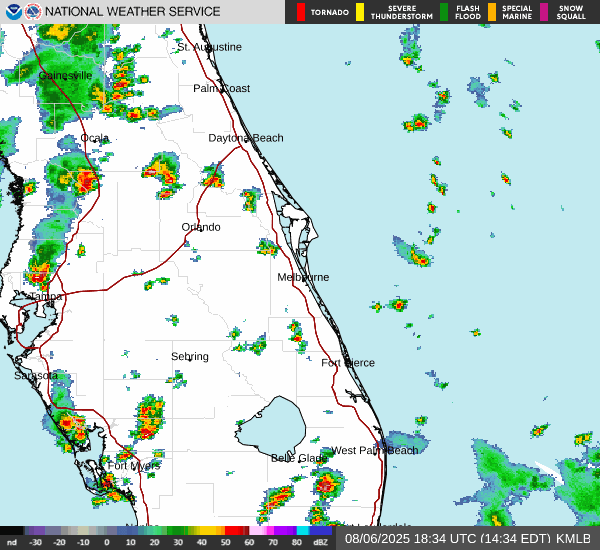 NATIONAL WEATHER SERVICE
TORNADO
SEVERE
THUNDERSTORM
FLASH
FLOOD
SPECIAL
MARINE
SNOW
SQUALL
St. Augustine
Gainesville
Palm Coast
Ocala
Daytona Beach
Orlando
Melbourne
Tampa
Sebring
Fort Pierce
Sarasota
West Palm Beach
Belle Glade
Fort Myers
nd -30 -20 -10 0 10 20 30 40 50 60 70 80 dBZ
08/06/2025 18:34 UTC (14:34 EDT) KMLB